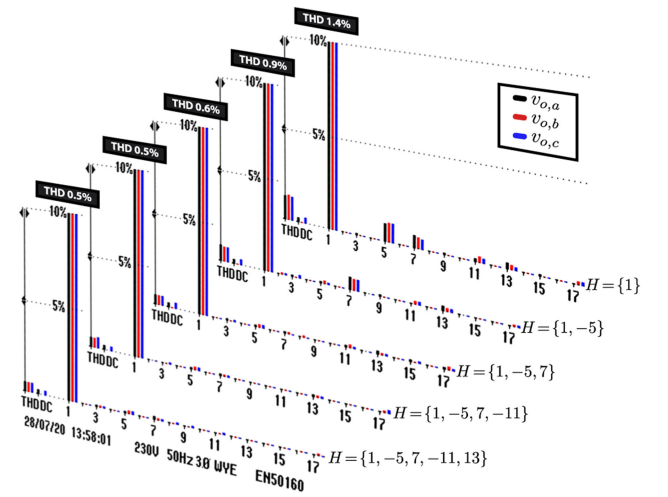 THD 1.4%
10%
5%
THDDC 1 3 5 7 9 11 13 15 17
H = {1}
v_{o,a}
v_{o,b}
v_{o,c}
THD 0.9%
10%
5%
THDDC 1 3 5 7 9 11 13 15 17
H = {1, −5}
THD 0.6%
10%
5%
THDDC 1 3 5 7 9 11 13 15 17
H = {1, −5, 7}
THD 0.5%
10%
5%
THDDC 1 3 5 7 9 11 13 15 17
H = {1, −5, 7, −11}
THD 0.5%
10%
5%
THDDC 1 3 5 7 9 11 13 15 17
H = {1, −5, 7, −11, 13}
28/07/20 13:58:01 230V 50Hz 3Ø WYE EN50160